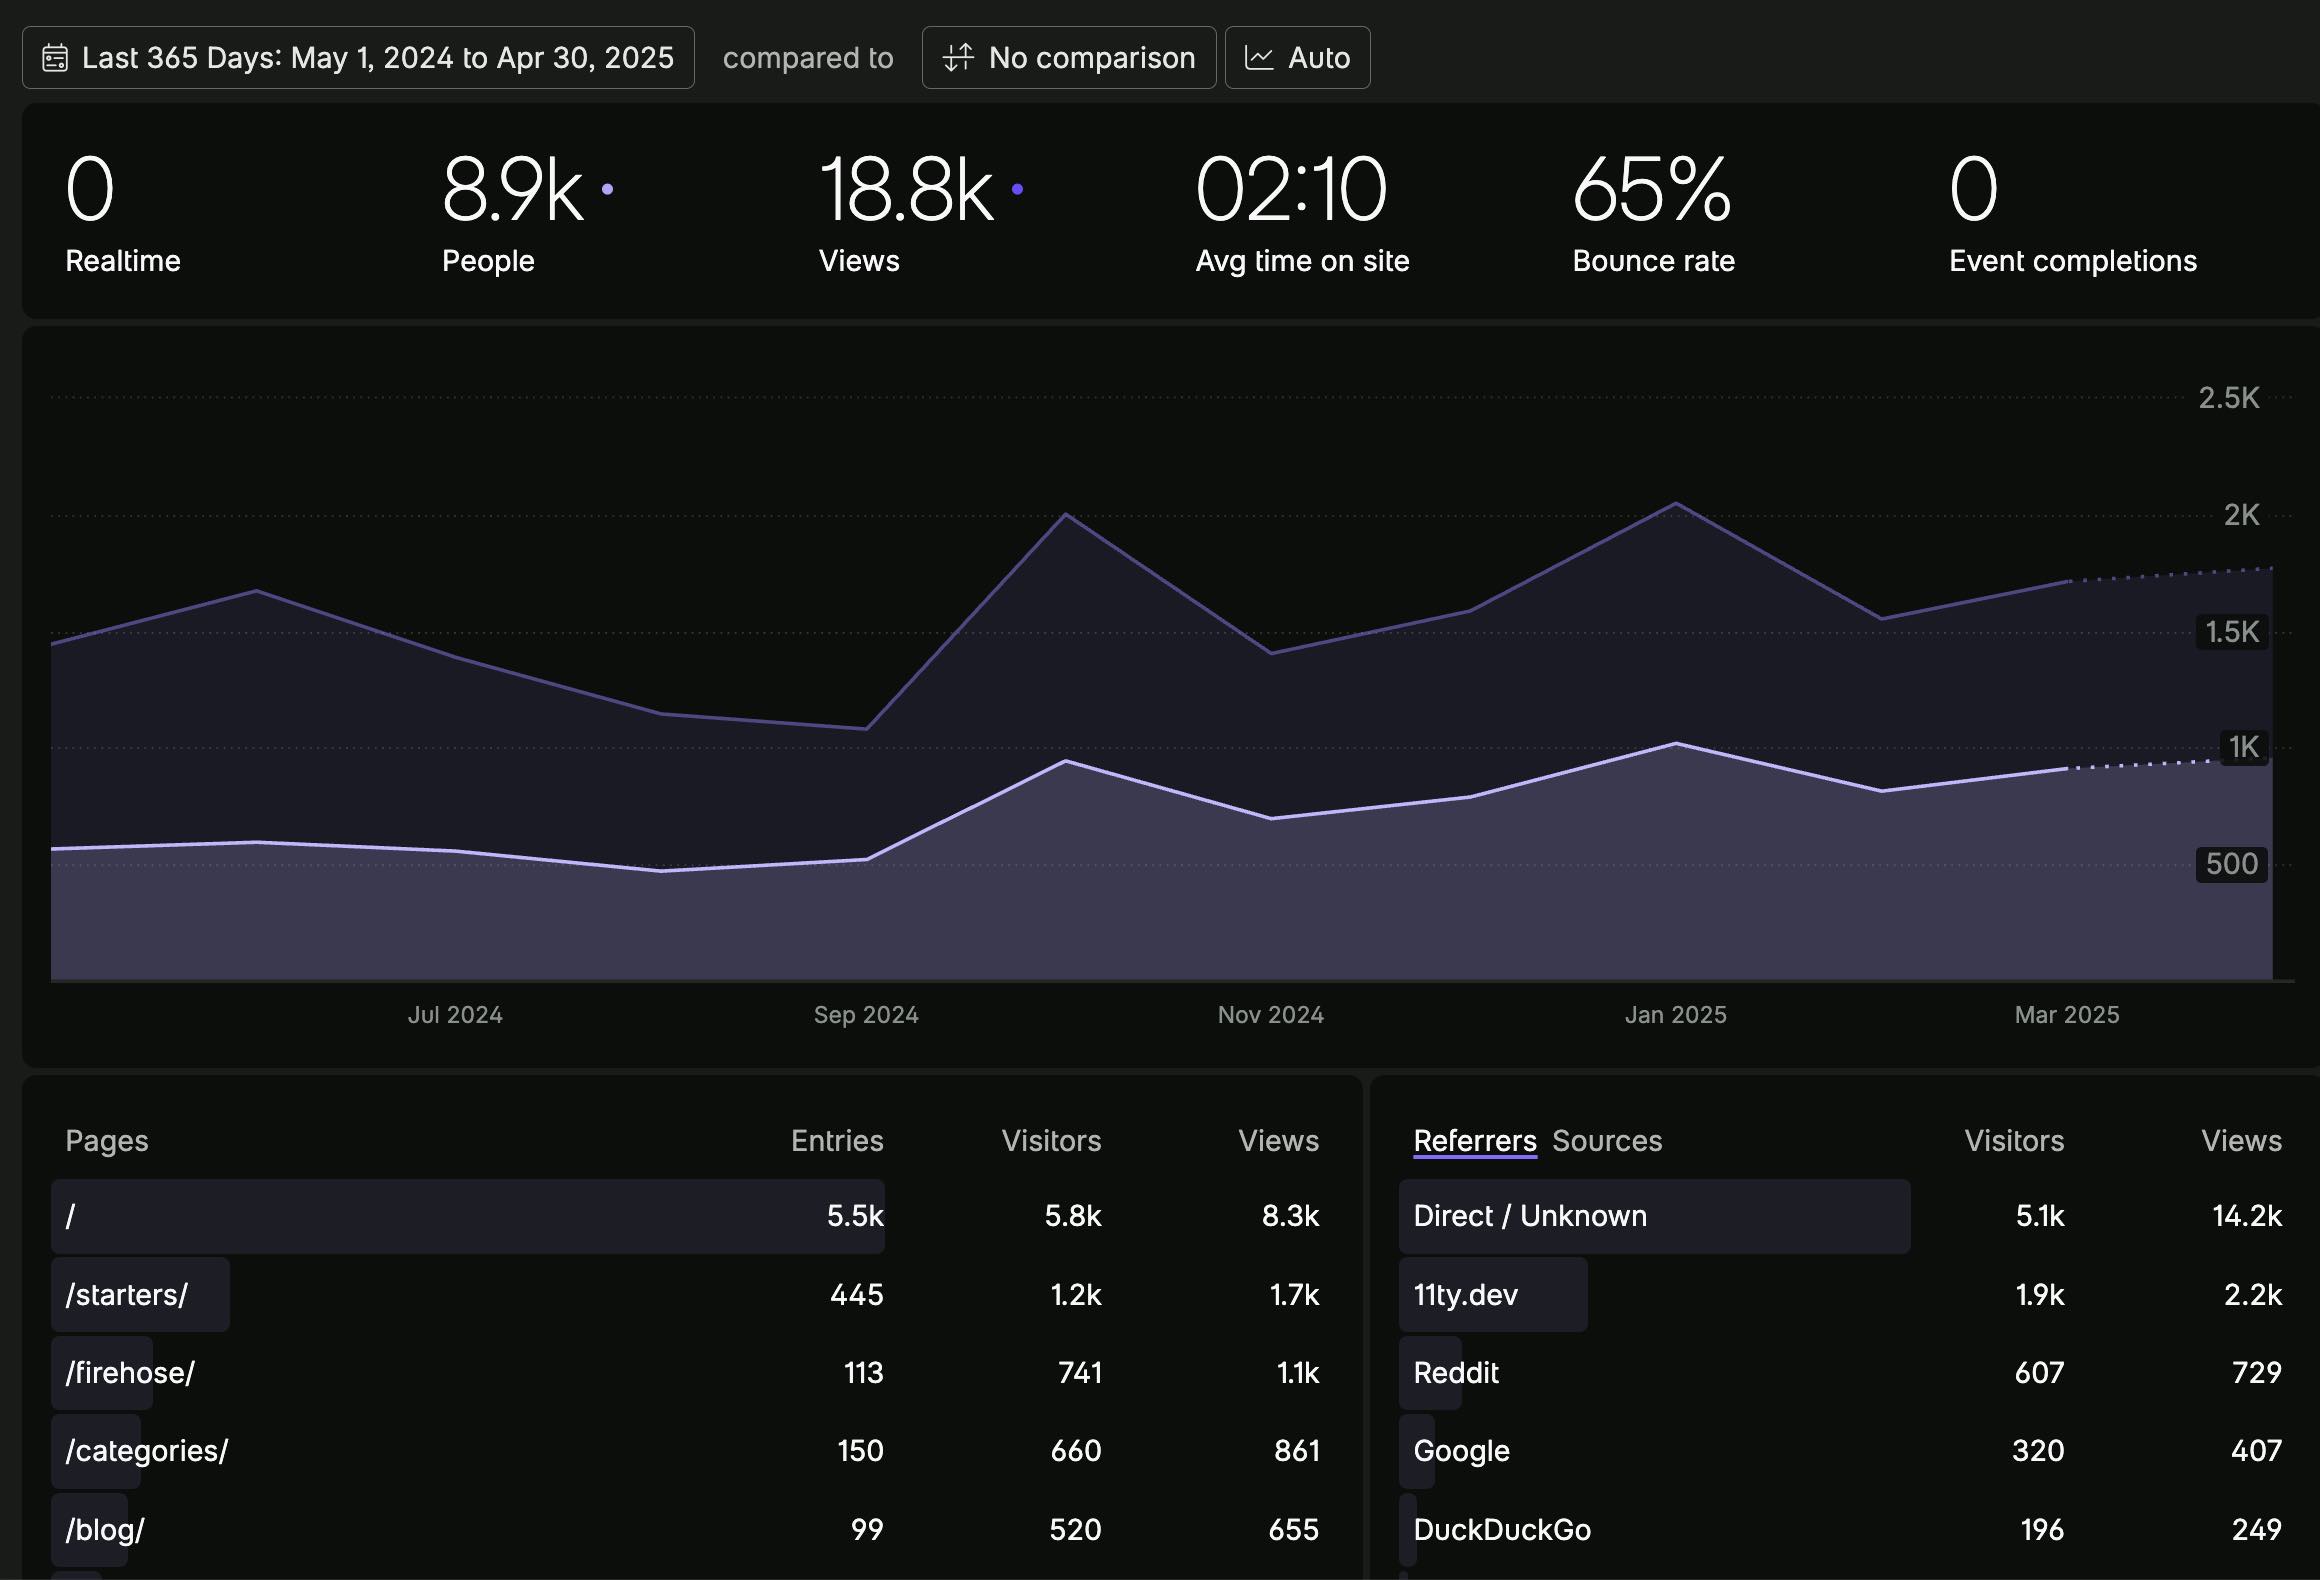 Last 365 Days: May 1, 2024 to Apr 30, 2025 compared to No comparison Auto
0 8.9k 18.8k 02:10 65% 0
Realtime People Views Avg time on site Bounce rate Event completions
2.5K
2K
1.5K
1K
500
Jul 2024 Sep 2024 Nov 2024 Jan 2025 Mar 2025
Pages Entries Visitors Views
/ 5.5k 5.8k 8.3k
/starters/ 445 1.2k 1.7k
/firehose/ 113 741 1.1k
/categories/ 150 660 861
/blog/ 99 520 655
Referrers Sources Visitors Views
Direct / Unknown 5.1k 14.2k
11ty.dev 1.9k 2.2k
Reddit 607 729
Google 320 407
DuckDuckGo 196 249